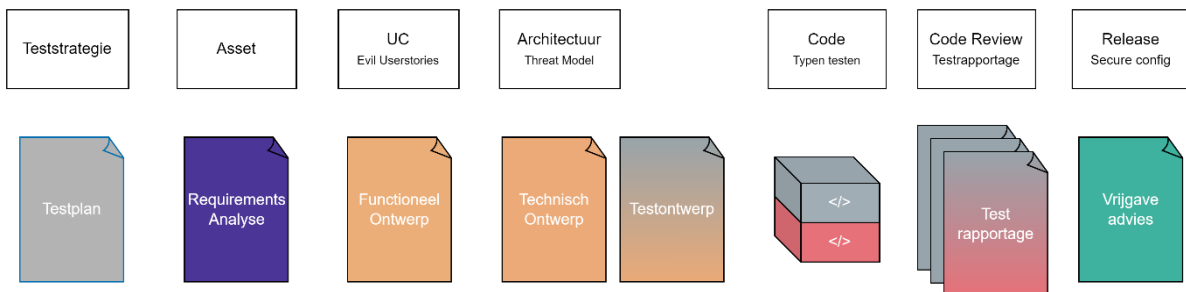 Teststrategie
Asset
UC
Evil Userstories
Architectuur
Threat Model
Code
Typen testen
Code Review
Testrapportage
Release
Secure config
Testplan
Requirements
Analyse
Functioneel
Ontwerp
Technisch
Ontwerp
Testontwerp
</>
</>
Test
rapportage
Vrijgave
advies